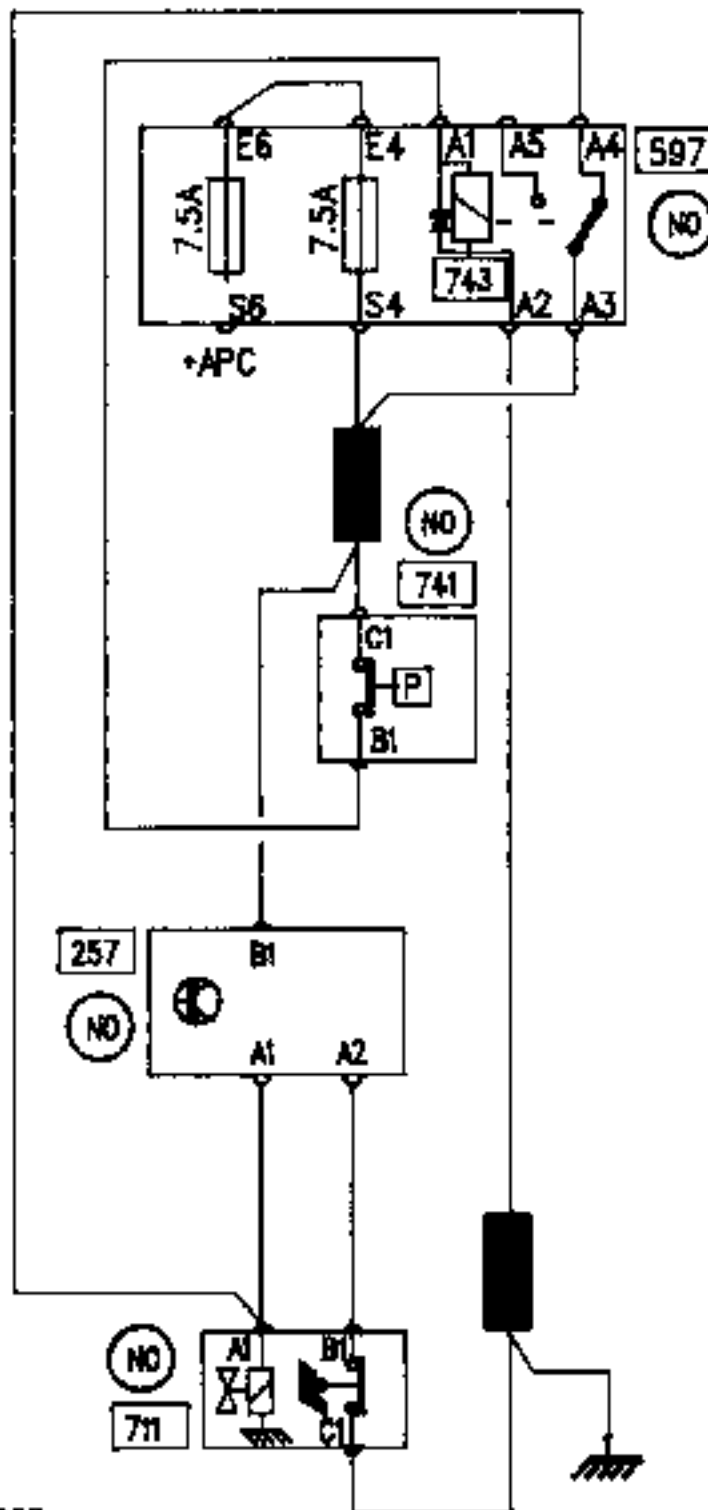 E6 E4 A1 A5 A4 597
7.5A 7.5A NO
743
S6 S4 A2 A3
+APC
NO
741
C1
P
B1
257 B1
NO
A1 A2
NO A1 B1
711 C1